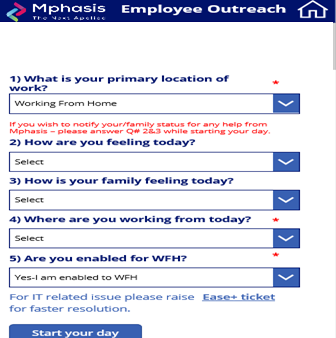 Mphasis
The Next Applied
Employee Outreach
1) What is your primary location of
work?
*
Working From Home
If you wish to notify your/family status for any help from
Mphasis – please answer Q# 2&3 while starting your day.
2) How are you feeling today?
Select
3) How is your family feeling today?
Select
4) Where are you working from today? *
Select
5) Are you enabled for WFH?
*
Yes-I am enabled to WFH
For IT related issue please raise Ease+ ticket
for faster resolution.
Start your day